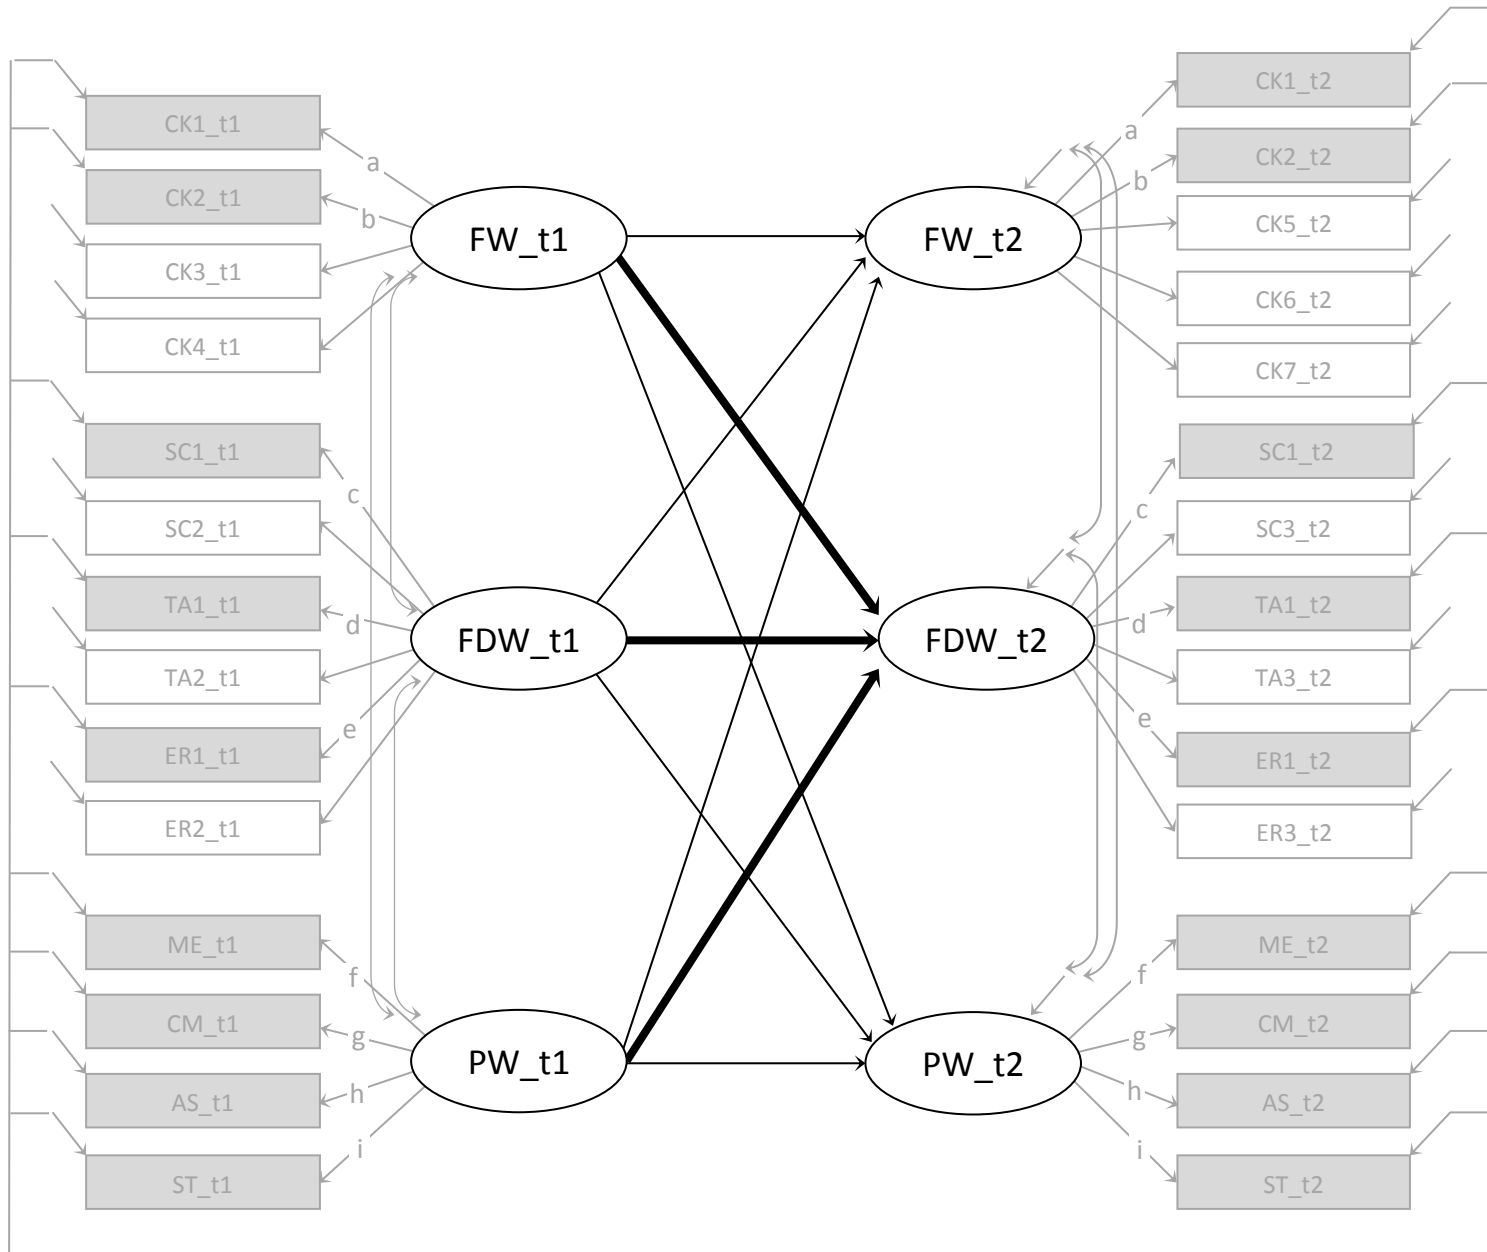 CK1_t1
CK2_t1
CK3_t1
CK4_t1
SC1_t1
SC2_t1
TA1_t1
TA2_t1
ER1_t1
ER2_t1
ME_t1
CM_t1
AS_t1
ST_t1
a
b
c
d
e
f
g
h
i
FW_t1
FDW_t1
PW_t1
FW_t2
FDW_t2
PW_t2
a
b
c
d
e
f
g
h
i
CK1_t2
CK2_t2
CK5_t2
CK6_t2
CK7_t2
SC1_t2
SC3_t2
TA1_t2
TA3_t2
ER1_t2
ER3_t2
ME_t2
CM_t2
AS_t2
ST_t2